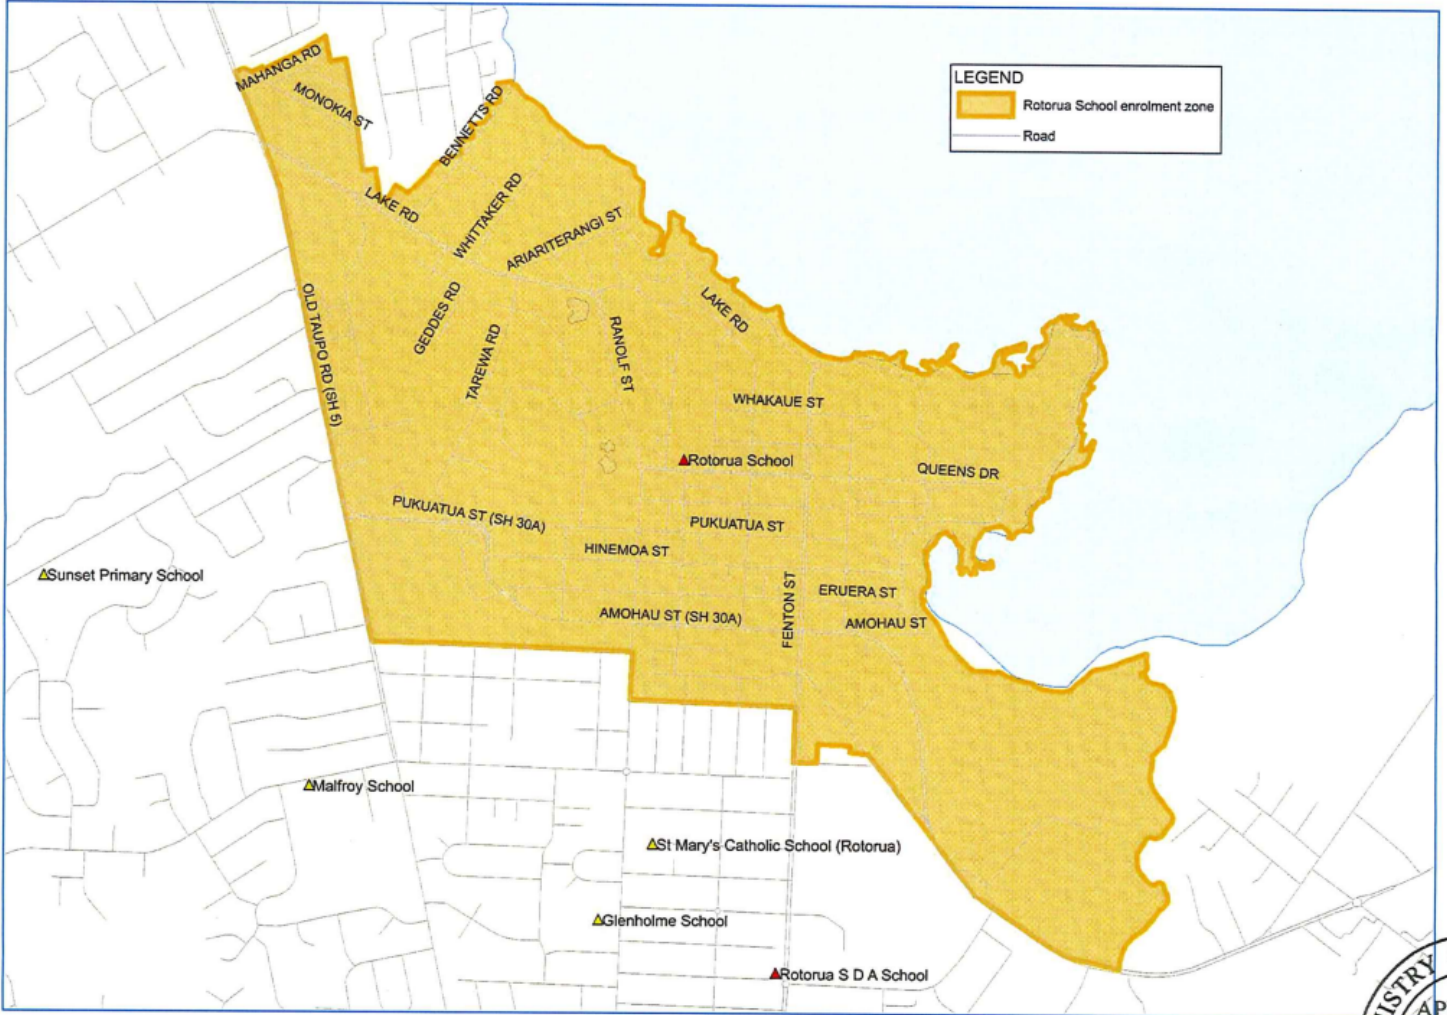 MAHANGA RD
MONOKIA ST
BENNETTS RD
LEGEND
Rotorua School enrolment zone
Road
LAKE RD
WHITTAKER RD
ARIARITERANGI ST
OLD TAUPO RD (SH 5)
GEDDES RD
TAREWA RD
RANOLF ST
LAKE RD
WHAKAUE ST
Rotorua School
QUEENS DR
PUKUATUA ST (SH 30A)
PUKUATUA ST
HINEMOA ST
Sunset Primary School
FENTON ST
ERUERA ST
AMOHAU ST (SH 30A)
AMOHAU ST
Malfroy School
St Mary's Catholic School (Rotorua)
Glenholme School
Rotorua S D A School